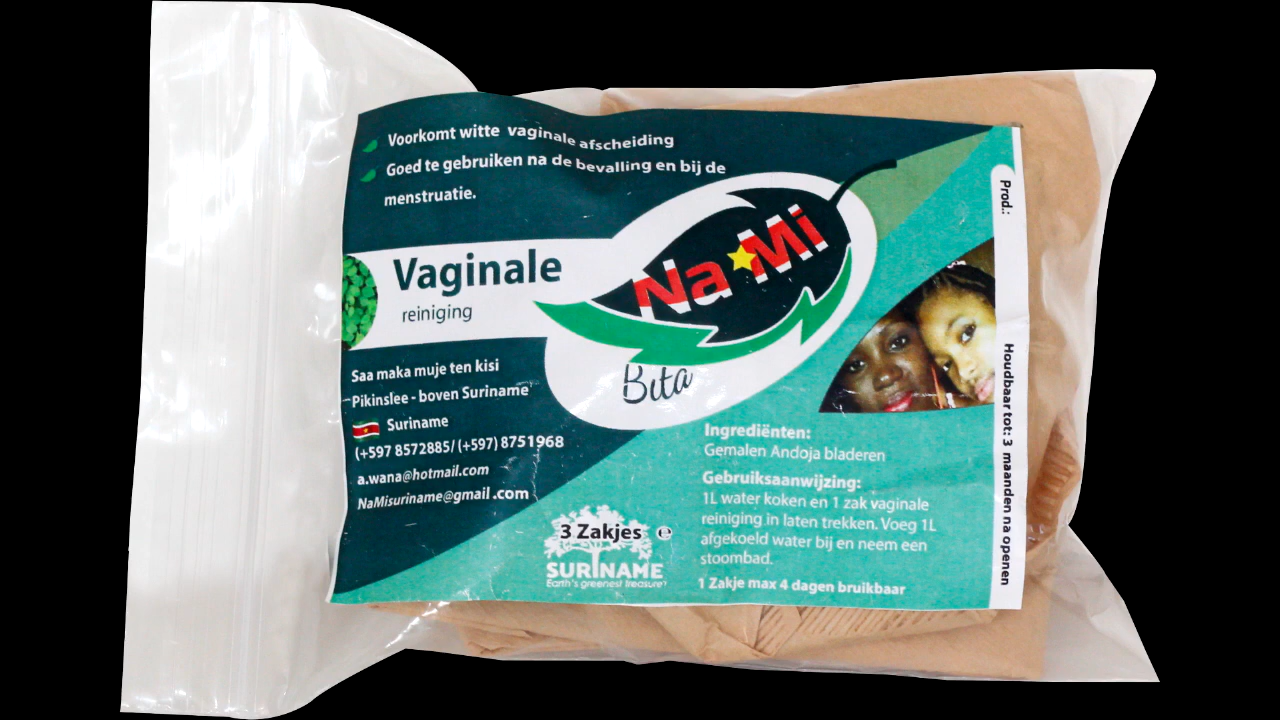 Voorkomt witte vaginale afscheiding
Goed te gebruiken na de bevalling en bij de
menstruatie.
Vaginale
reiniging
Na Mi
Bita
Saa maka muje ten kisi
Pikinslee - boven Suriname
Suriname
(+597 8572885/ (+597) 8751968
a.wana@hotmail.com
NaMisuriname@gmail.com
3 Zakjes ℮
SURINAME
Earth's greenest treasure
Ingrediënten:
Gemalen Andoja bladeren
Gebruiksaanwijzing:
1L water koken en 1 zak vaginale
reiniging in laten trekken. Voeg 1L
afgekoeld water bij en neem een
stoombad.
1 Zakje max 4 dagen bruikbaar
Prod.:
Houdbaar tot: 3 maanden na openen